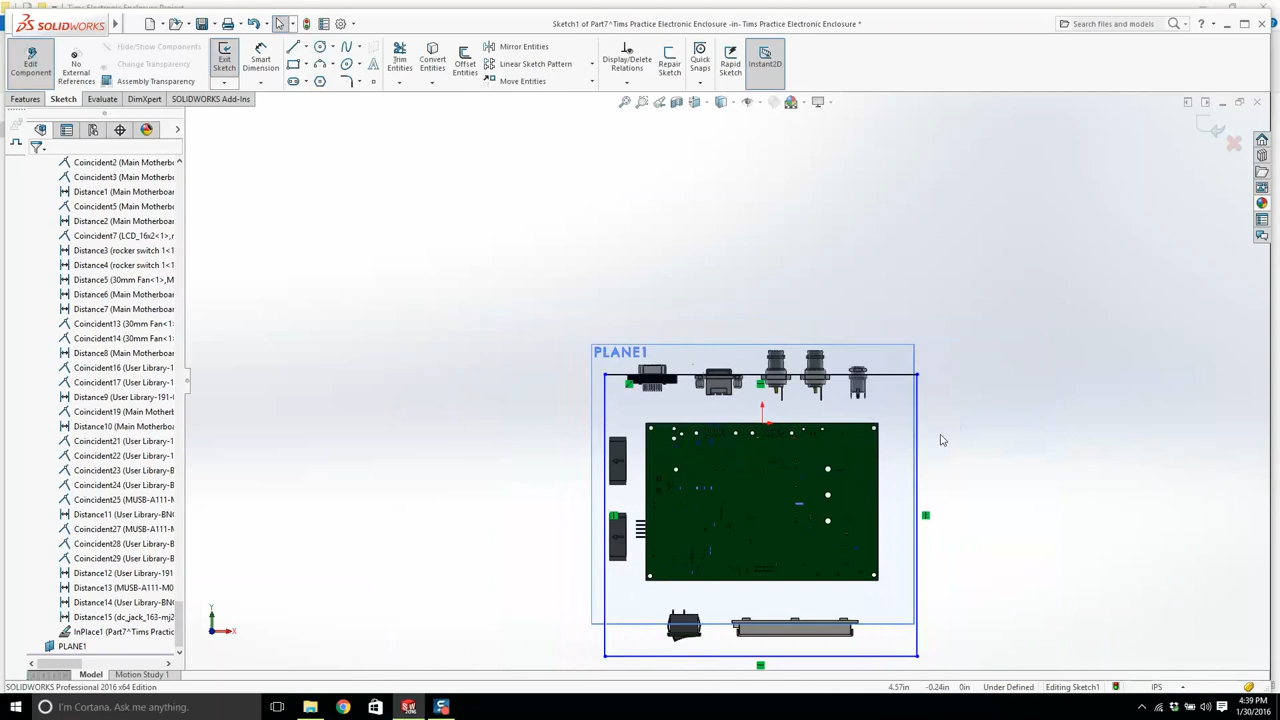 SOLIDWORKS
Sketch1 of Part7^Tims Practice Electronic Enclosure -in- Tims Practice Electronic Enclosure *
Search files and models
Edit Component
No External References
Hide/Show Components
Change Transparency
Assembly Transparency
Exit Sketch
Smart Dimension
Trim Entities
Convert Entities
Offset Entities
Mirror Entities
Linear Sketch Pattern
Move Entities
Display/Delete Relations
Repair Sketch
Quick Snaps
Rapid Sketch
Instant2D
Features
Sketch
Evaluate
DimXpert
SOLIDWORKS Add-Ins
Coincident2 (Main Motherb
Coincident3 (Main Motherb
Distance1 (Main Motherboa
Coincident5 (Main Motherb
Distance2 (Main Motherboa
Coincident7 (LCD_16x2<1>,r
Distance3 (rocker switch 1<1
Distance4 (rocker switch 1<1
Distance5 (30mm Fan<1>,M
Distance6 (Main Motherboa
Distance7 (Main Motherboa
Coincident13 (30mm Fan<1
Coincident14 (30mm Fan<1
Distance8 (Main Motherboa
Coincident16 (User Library-1
Coincident17 (User Library-1
Distance9 (User Library-191-
Coincident19 (Main Mother
Distance10 (Main Motherbo
Coincident21 (User Library-1
Coincident22 (User Library-1
Coincident23 (User Library-B
Coincident24 (User Library-B
Coincident25 (MUSB-A111-
Distance11 (User Library-BN
Coincident27 (MUSB-A111-
Coincident28 (User Library-B
Coincident29 (User Library-B
Distance12 (User Library-191
Distance13 (MUSB-A111-M0
Distance14 (User Library-BN
Distance15 (dc_jack_163-mj2
InPlace1 (Part7^Tims Practic
PLANE1
PLANE1
Y
X
Model
Motion Study 1
SOLIDWORKS Professional 2016 x64 Edition
4.57in
-0.24in
0in
Under Defined
Editing Sketch1
IPS
I'm Cortana. Ask me anything.
4:39 PM
1/30/2016